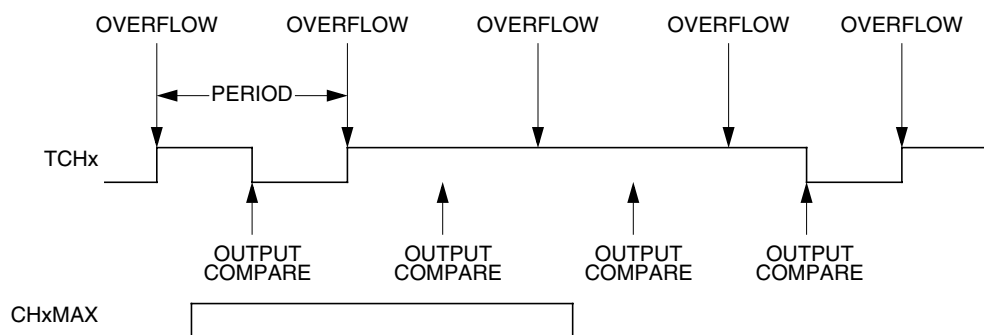 OVERFLOW OVERFLOW OVERFLOW OVERFLOW OVERFLOW
PERIOD
TCHx
OUTPUT OUTPUT OUTPUT OUTPUT
COMPARE COMPARE COMPARE COMPARE
CHxMAX